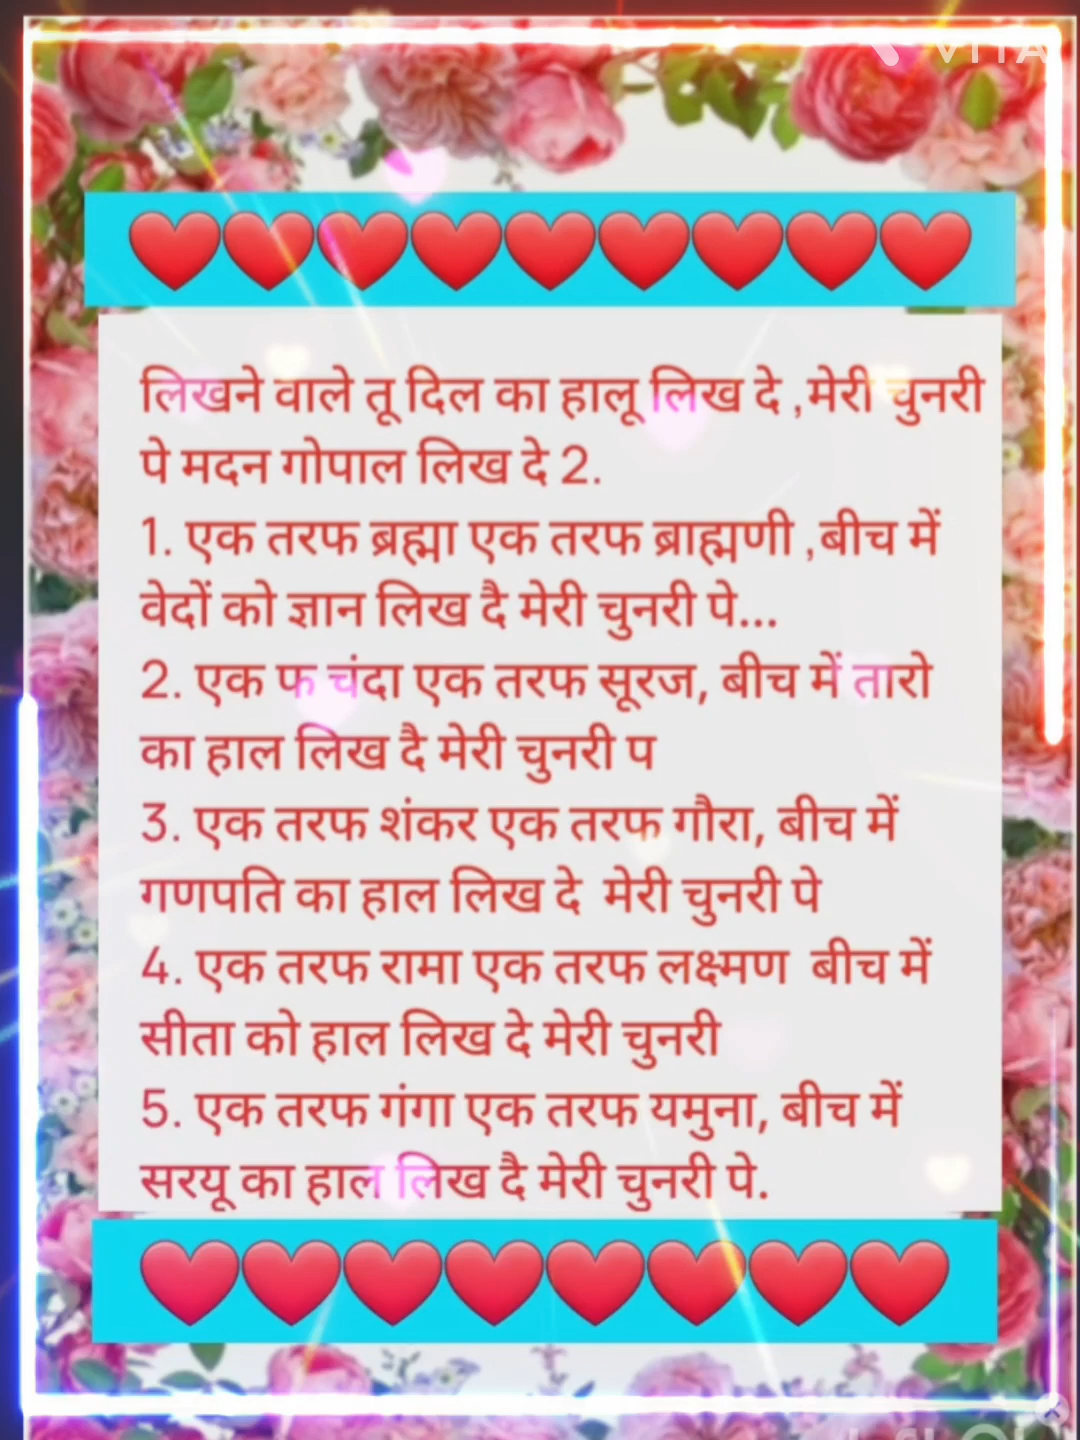 VITA
लिखने वाले तू दिल का हालू लिख दे ,मेरी चुनरी
पे मदन गोपाल लिख दे 2.
1. एक तरफ ब्रह्मा एक तरफ ब्राह्मणी ,बीच में
वेदों को ज्ञान लिख दै मेरी चुनरी पे...
2. एक फ चंदा एक तरफ सूरज, बीच में तारो
का हाल लिख दै मेरी चुनरी प
3. एक तरफ शंकर एक तरफ गौरा, बीच में
गणपति का हाल लिख दे मेरी चुनरी पे
4. एक तरफ रामा एक तरफ लक्ष्मण बीच में
सीता को हाल लिख दे मेरी चुनरी
5. एक तरफ गंगा एक तरफ यमुना, बीच में
सरयू का हाल लिख दै मेरी चुनरी पे.